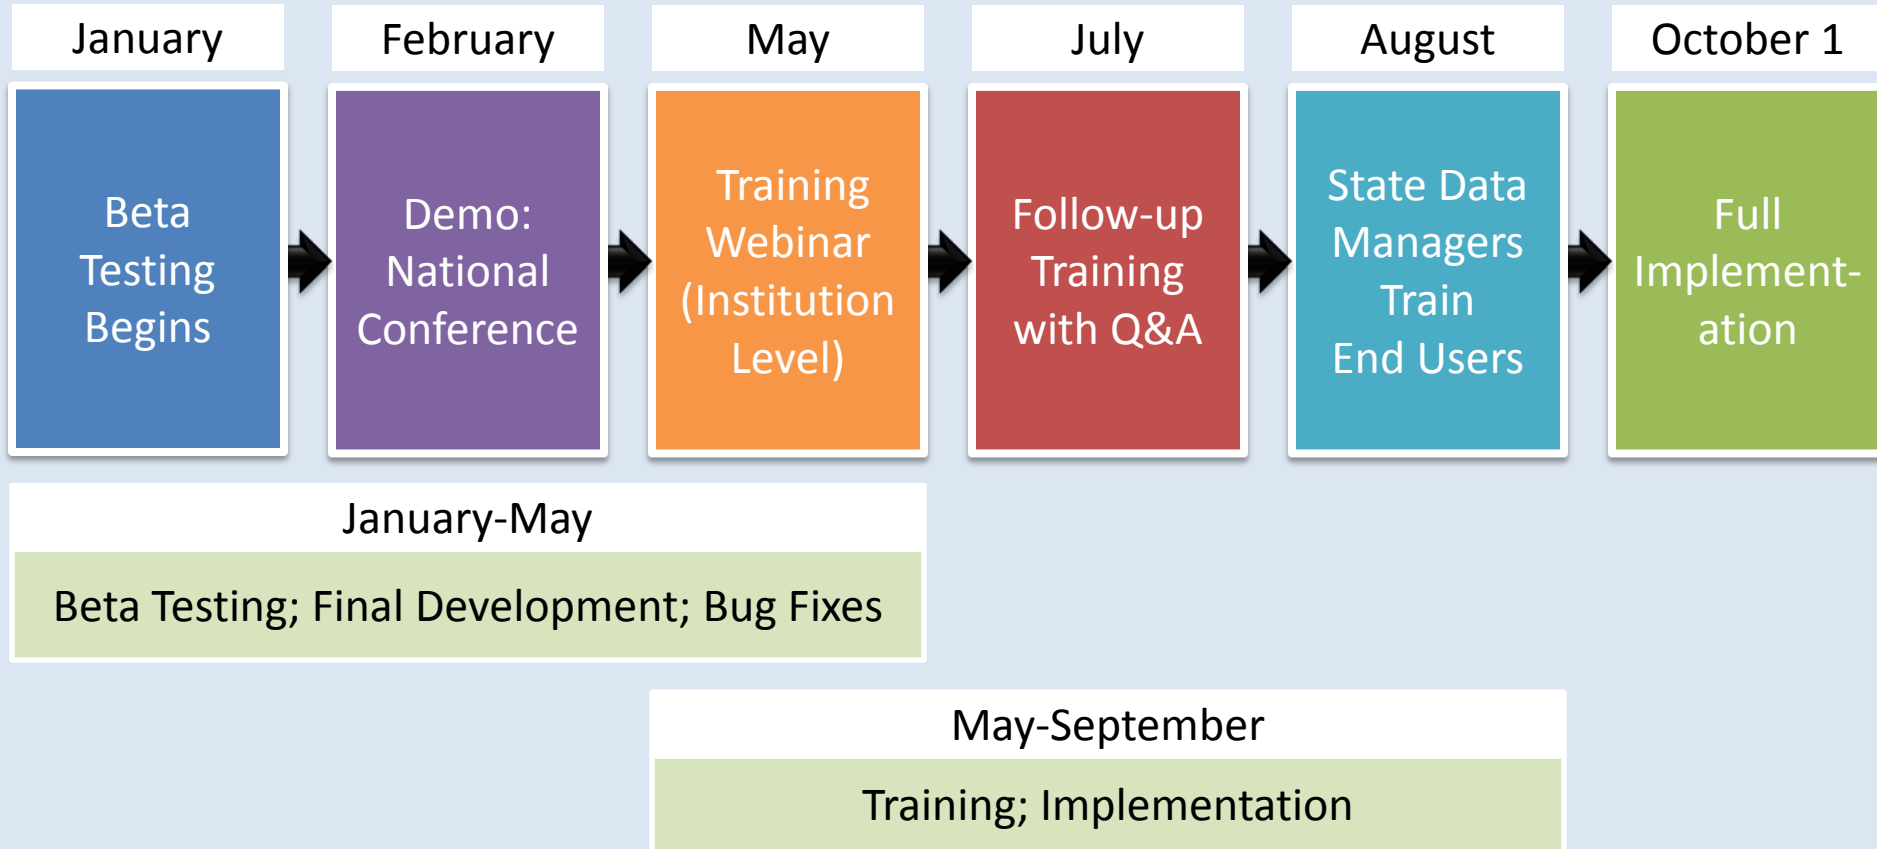 January
February
May
July
August
October 1
Beta
Testing
Begins
Demo:
National
Conference
Training
Webinar
(Institution
Level)
Follow-up
Training
with Q&A
State Data
Managers
Train
End Users
Full
Implement-
ation
January-May
Beta Testing; Final Development; Bug Fixes
May-September
Training; Implementation